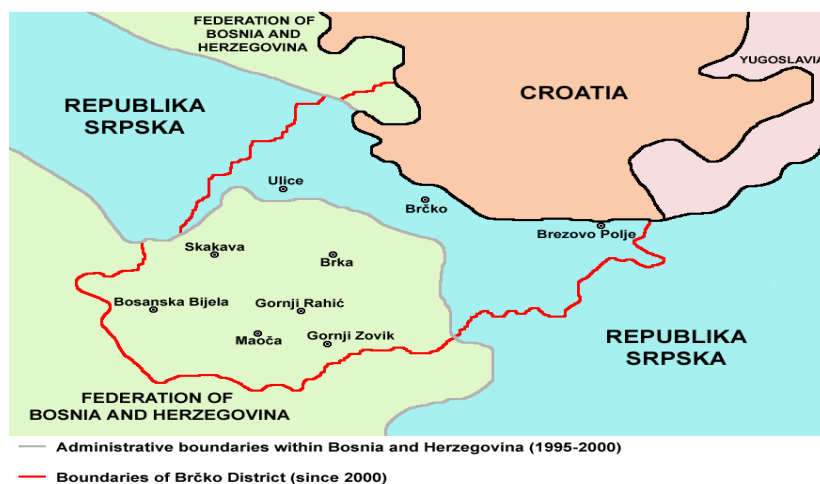 FEDERATION OF
BOSNIA AND
HERZEGOVINA
YUGOSLAVIA
REPUBLIKA
SRPSKA
CROATIA
Ulice
Brčko
Brezovo Polje
Skakava
Brka
Bosanska Bijela
Gornji Rahić
Maoča
Gornji Zovik
REPUBLIKA
SRPSKA
FEDERATION OF
BOSNIA AND HERZEGOVINA
Administrative boundaries within Bosnia and Herzegovina (1995-2000)
Boundaries of Brčko District (since 2000)